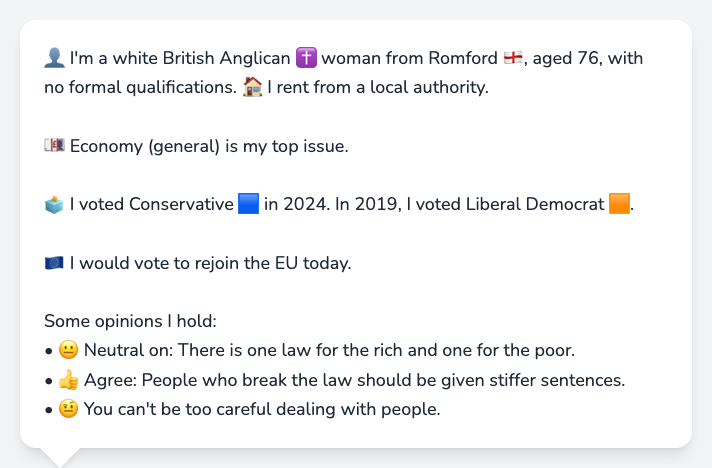 👤 I'm a white British Anglican ✝️ woman from Romford 🏴󠁧󠁢󠁥󠁮󠁧󠁿, aged 76, with
no formal qualifications. 🏠 I rent from a local authority.
💷 Economy (general) is my top issue.
🗳️ I voted Conservative 🟦 in 2024. In 2019, I voted Liberal Democrat 🟧.
🇪🇺 I would vote to rejoin the EU today.
Some opinions I hold:
• 😐 Neutral on: There is one law for the rich and one for the poor.
• 👍 Agree: People who break the law should be given stiffer sentences.
• 🤨 You can't be too careful dealing with people.